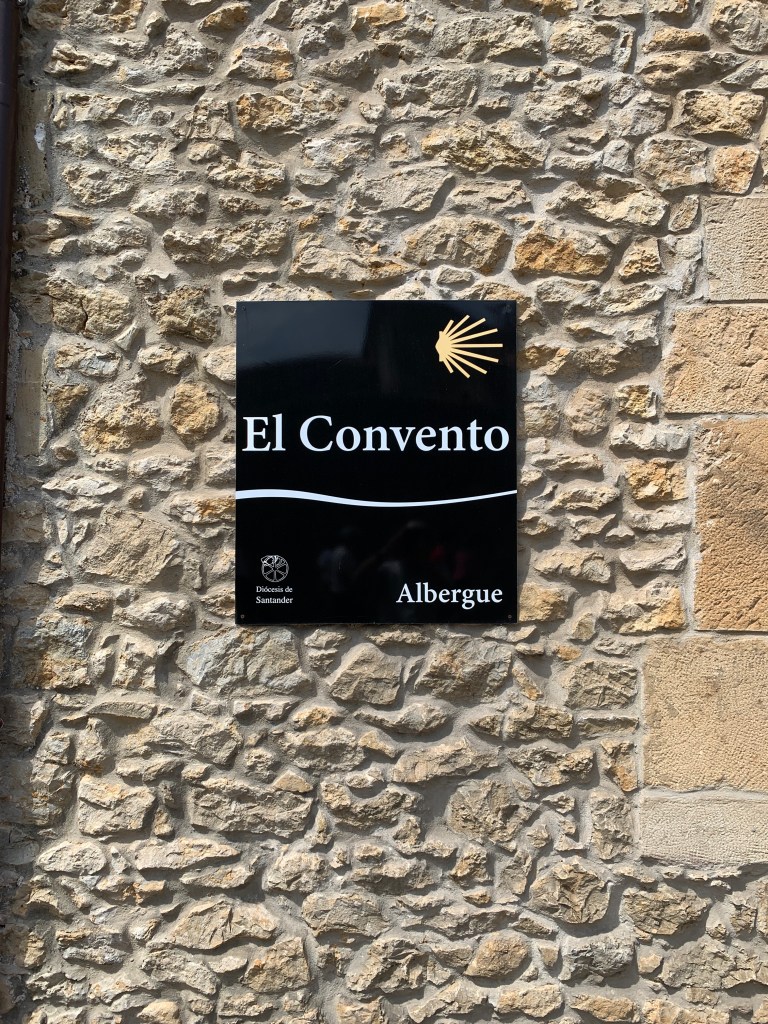 El Convento
Diócesis de
Santander
Albergue